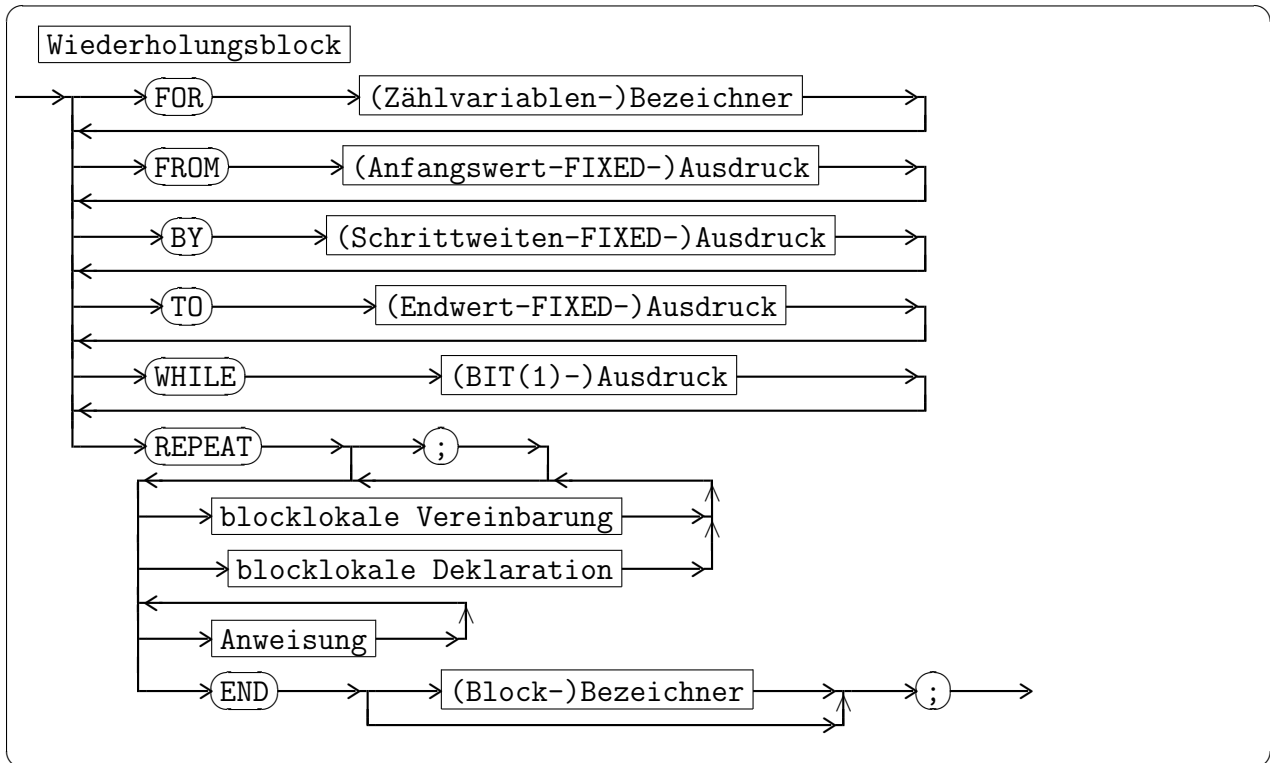 Wiederholungsblock
FOR (Zählvariablen-)Bezeichner
FROM (Anfangswert-FIXED-)Ausdruck
BY (Schrittweiten-FIXED-)Ausdruck
TO (Endwert-FIXED-)Ausdruck
WHILE (BIT(1)-)Ausdruck
REPEAT ;
blocklokale Vereinbarung
blocklokale Deklaration
Anweisung
END (Block-)Bezeichner ;